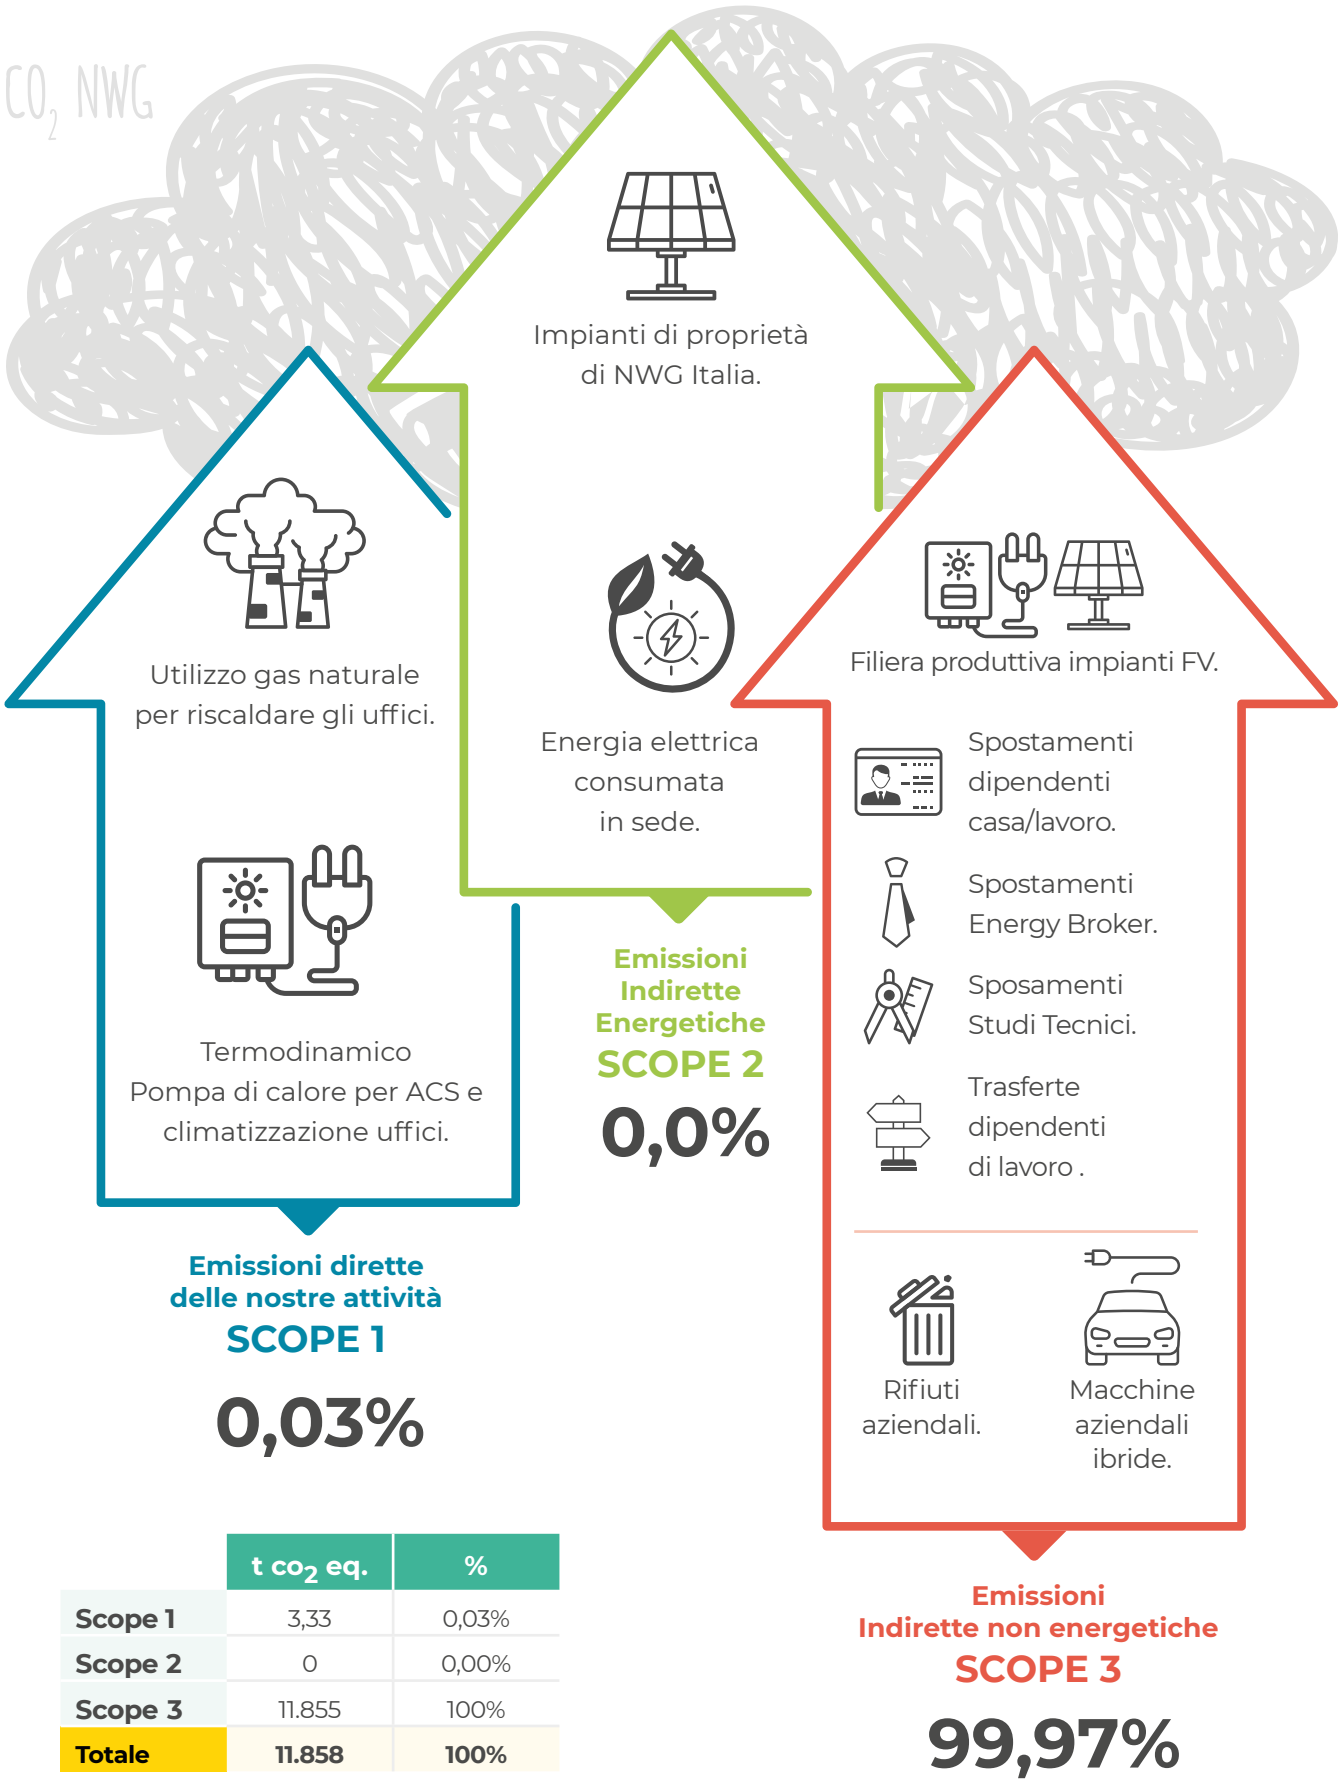 CO2 NWG
Impianti di proprietà
di NWG Italia.
Energia elettrica
consumata
in sede.
Emissioni
Indirette
Energetiche
SCOPE 2
0,0%
Utilizzo gas naturale
per riscaldare gli uffici.
Termodinamico
Pompa di calore per ACS e
climatizzazione uffici.
Emissioni dirette
delle nostre attività
SCOPE 1
0,03%
Filiera produttiva impianti FV.
Spostamenti
dipendenti
casa/lavoro.
Spostamenti
Energy Broker.
Sposamenti
Studi Tecnici.
Trasferte
dipendenti
di lavoro .
Rifiuti
aziendali.
Macchine
aziendali
ibride.
Emissioni
Indirette non energetiche
SCOPE 3
99,97%
t co2 eq. %
Scope 1 3,33 0,03%
Scope 2 0 0,00%
Scope 3 11.855 100%
Totale 11.858 100%